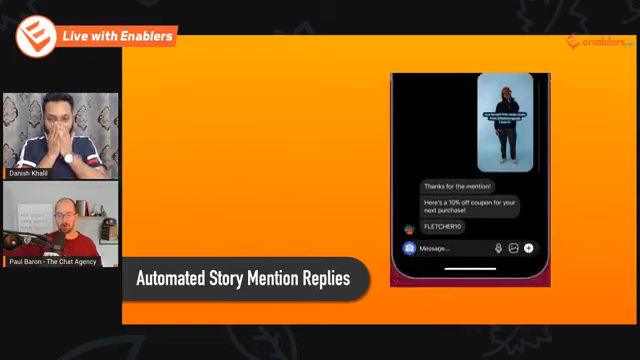 Live with Enablers
Enablers
Danish Khalil
Paul Baron - The Chat Agency
Thanks for the mention!
Here's a 10% off coupon for your
next purchase!
FLETCHER10
Message...
Automated Story Mention Replies